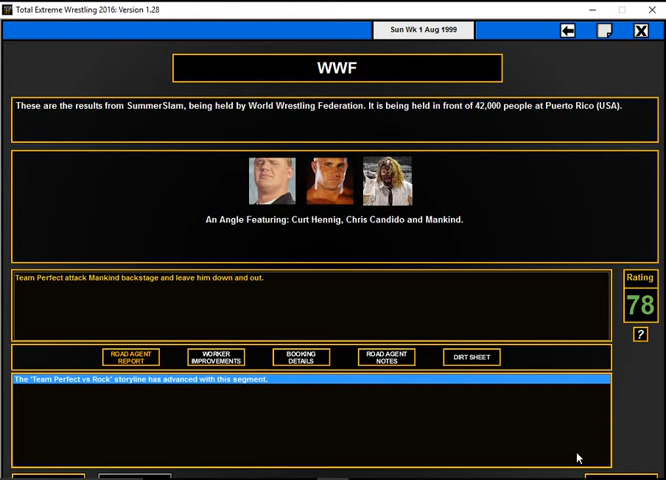 Total Extreme Wrestling 2016: Version 1.28
Sun Wk 1 Aug 1999
WWF
These are the results from SummerSlam, being held by World Wrestling Federation. It is being held in front of 42,000 people at Puerto Rico (USA).
An Angle Featuring: Curt Hennig, Chris Candido and Mankind.
Team Perfect attack Mankind backstage and leave him down and out.
Rating
78
?
ROAD AGENT
REPORT
WORKER
IMPROVEMENTS
BOOKING
DETAILS
ROAD AGENT
NOTES
DIRT SHEET
The 'Team Perfect vs Rock' storyline has advanced with this segment.